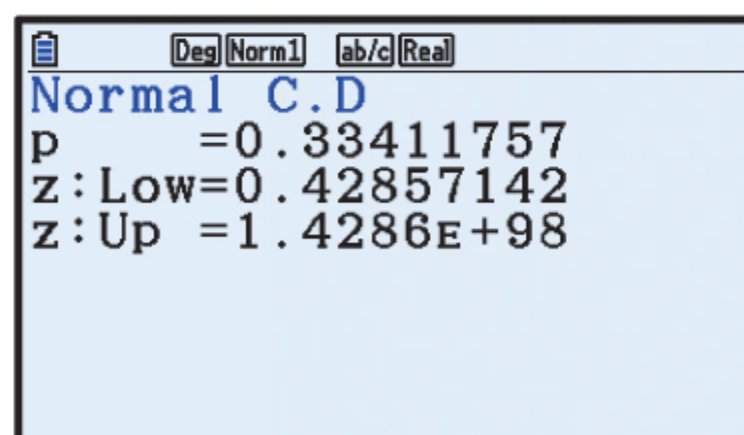 Deg Norm1 ab/c Real
Normal C.D
p =0.33411757
z:Low=0.42857142
z:Up =1.4286E+98